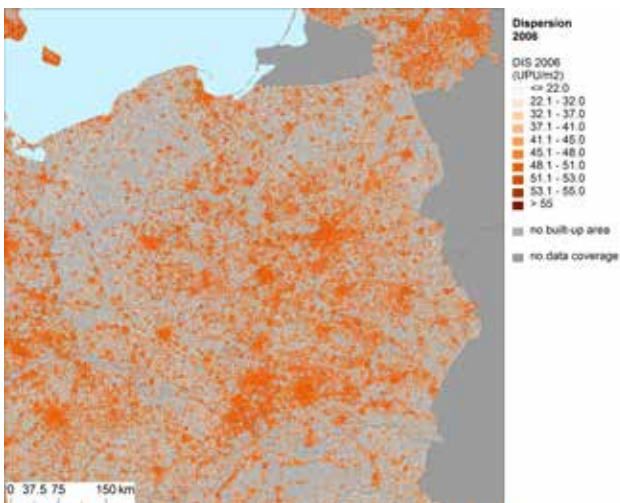 Dispersion
2006
DIS 2006
(UPU/m2)
<= 22.0
22.1 - 32.0
32.1 - 37.0
37.1 - 41.0
41.1 - 45.0
45.1 - 48.0
48.1 - 51.0
51.1 - 53.0
53.1 - 55.0
> 55
no built-up area
no data coverage
0 37.5 75 150 km